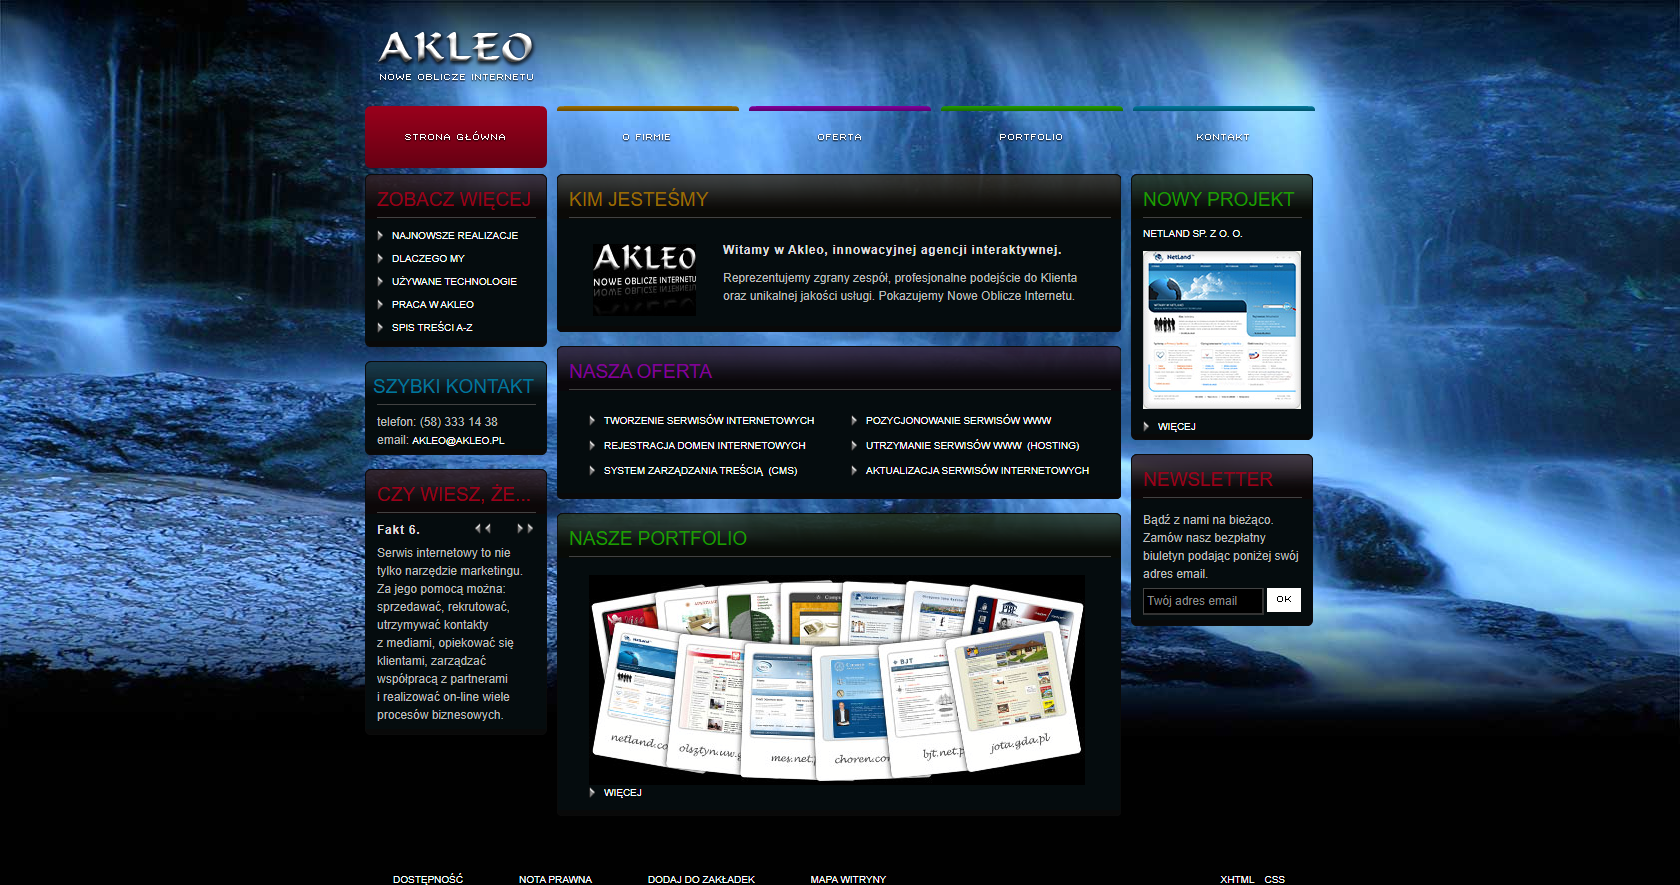 AKLEO
NOWE OBLICZE INTERNETU
STRONA GŁÓWNA
O FIRMIE
OFERTA
PORTFOLIO
KONTAKT
ZOBACZ WIĘCEJ
NAJNOWSZE REALIZACJE
DLACZEGO MY
UŻYWANE TECHNOLOGIE
PRACA W AKLEO
SPIS TREŚCI A-Z
SZYBKI KONTAKT
telefon: (58) 333 14 38
email: AKLEO@AKLEO.PL
CZY WIESZ, ŻE...
Fakt 6.
Serwis internetowy to nie
tylko narzędzie marketingu.
Za jego pomocą można:
sprzedawać, rekrutować,
utrzymywać kontakty
z mediami, opiekować się
klientami, zarządzać
współpracą z partnerami
i realizować on-line wiele
procesów biznesowych.
KIM JESTEŚMY
AKLEO
NOWE OBLICZE INTERNETU
Witamy w Akleo, innowacyjnej agencji interaktywnej.
Reprezentujemy zgrany zespół, profesjonalne podejście do Klienta
oraz unikalnej jakości usługi. Pokazujemy Nowe Oblicze Internetu.
NASZA OFERTA
TWORZENIE SERWISÓW INTERNETOWYCH
REJESTRACJA DOMEN INTERNETOWYCH
SYSTEM ZARZĄDZANIA TREŚCIĄ (CMS)
POZYCJONOWANIE SERWISÓW WWW
UTRZYMANIE SERWISÓW WWW (HOSTING)
AKTUALIZACJA SERWISÓW INTERNETOWYCH
NASZE PORTFOLIO
NetLand
BJT
netland.co
olsztyn.uw.g
mes.net.p
choren.com
bjt.net.p
jota.gda.pl
WIĘCEJ
NOWY PROJEKT
NETLAND SP. Z O. O.
NetLand
WIĘCEJ
NEWSLETTER
Bądź z nami na bieżąco.
Zamów nasz bezpłatny
biuletyn podając poniżej swój
adres email.
Twój adres email
OK
DOSTĘPNOŚĆ
NOTA PRAWNA
DODAJ DO ZAKŁADEK
MAPA WITRYNY
XHTML
CSS